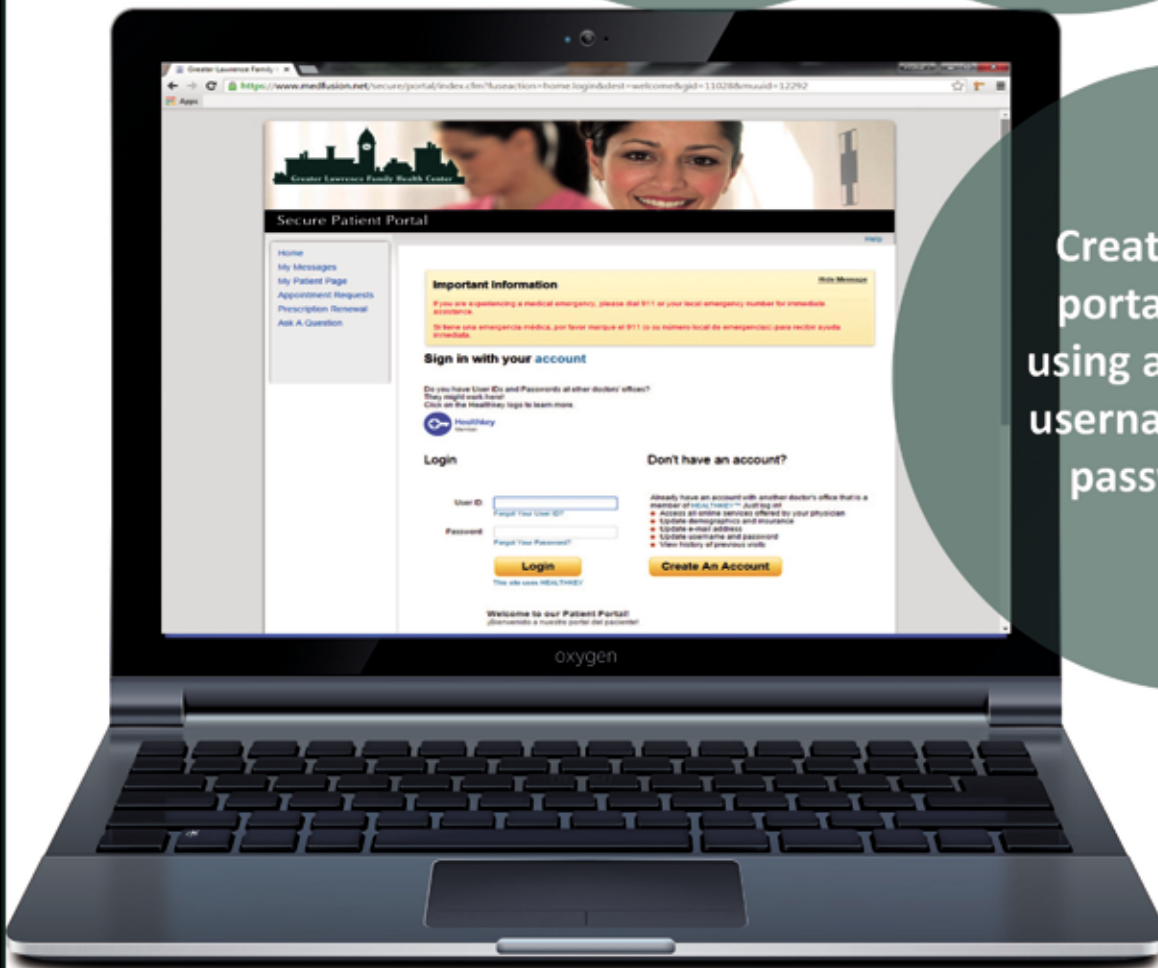 Greater Lawrence Family
https://www.medfusion.net/secure/portal/index.cfm?fuseaction=home.login&dest=welcome&gid=11028&muuid=12292
Apps
Greater Lawrence Family Health Center
Secure Patient Portal
Help
Home
My Messages
My Patient Page
Appointment Requests
Prescription Renewal
Ask A Question
Hide Message
Important Information
If you are experiencing a medical emergency, please dial 911 or your local emergency number for immediate
assistance.
Si tiene una emergencia médica, por favor marque el 911 (o su número local de emergencias) para recibir ayuda
inmediata.
Sign in with your account
Do you have User IDs and Passwords at other doctors' offices?
They might work here!
Click on the Healthkey logo to learn more.
Healthkey
Member
Login
User ID
Forgot Your User ID?
Password
Forgot Your Password?
Login
This site uses HEALTHKEY
Don't have an account?
Already have an account with another doctor's office that is a
member of HEALTHKEY™ Just log in!
Access all online services offered by your physician
Update demographics and insurance
Update e-mail address
Update username and password
View history of previous visits
Create An Account
Welcome to our Patient Portal!
¡Bienvenido a nuestro portal del paciente!
oxygen
Creat
porta
using a
userna
pass